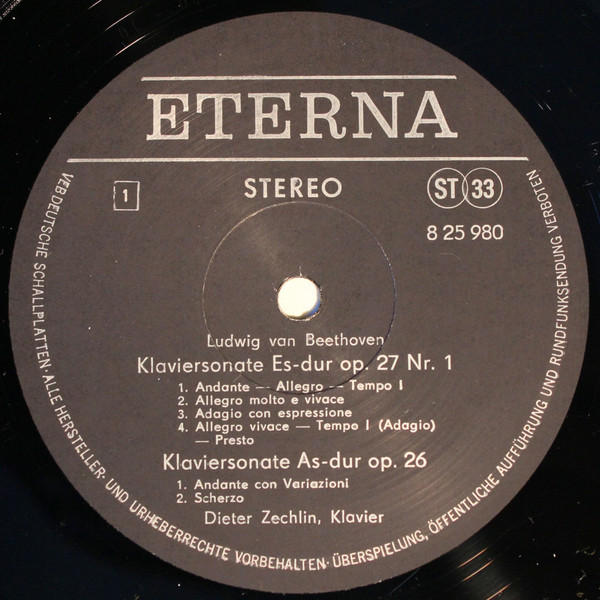 ETERNA
1
STEREO
ST 33
8 25 980
Ludwig van Beethoven
Klaviersonate Es-dur op. 27 Nr. 1
1. Andante — Allegro — Tempo I
2. Allegro molto e vivace
3. Adagio con espressione
4. Allegro vivace — Tempo I (Adagio)
— Presto
Klaviersonate As-dur op. 26
1. Andante con Variazioni
2. Scherzo
Dieter Zechlin, Klavier
VEB DEUTSCHE SCHALLPLATTEN · ALLE HERSTELLER- UND URHEBERRECHTE VORBEHALTEN · ÜBERSPIELUNG, ÖFFENTLICHE AUFFÜHRUNG UND RUNDFUNKSENDUNG VERBOTEN